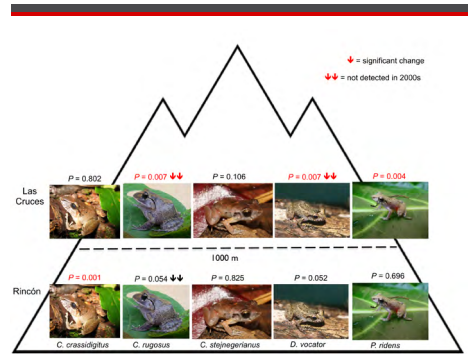 ↓ = significant change
↓↓ = not detected in 2000s
P = 0.802 P = 0.007 ↓↓ P = 0.106 P = 0.007 ↓↓ P = 0.004
Las
Cruces
1000 m
P = 0.001 P = 0.054 ↓↓ P = 0.825 P = 0.052 P = 0.696
Rincón
C. crassidigitus C. rugosus C. stejnegerianus D. vocator P. ridens